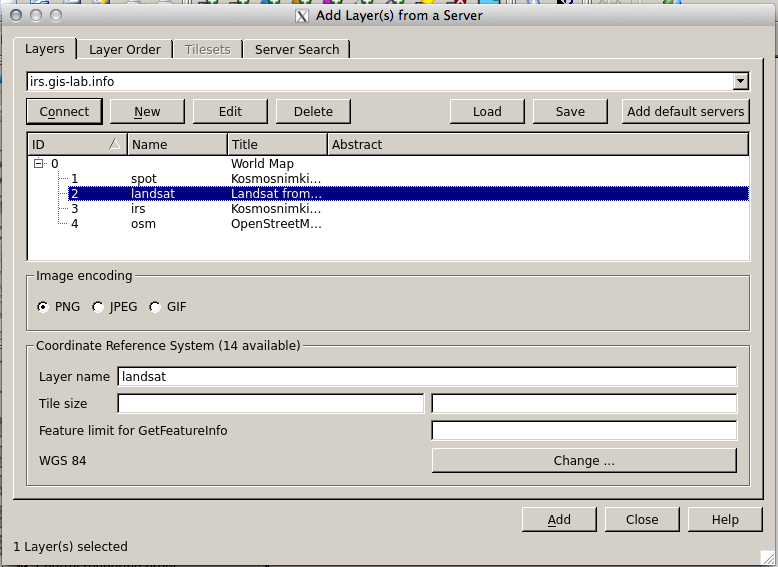 Add Layer(s) from a Server
Layers Layer Order Tilesets Server Search
irs.gis-lab.info
Connect New Edit Delete Load Save Add default servers
ID Name Title Abstract
0 World Map
1 spot Kosmosnimki...
2 landsat Landsat from...
3 irs Kosmosnimki...
4 osm OpenStreetM...
Image encoding
PNG JPEG GIF
Coordinate Reference System (14 available)
Layer name landsat
Tile size
Feature limit for GetFeatureInfo
WGS 84 Change ...
Add Close Help
1 Layer(s) selected